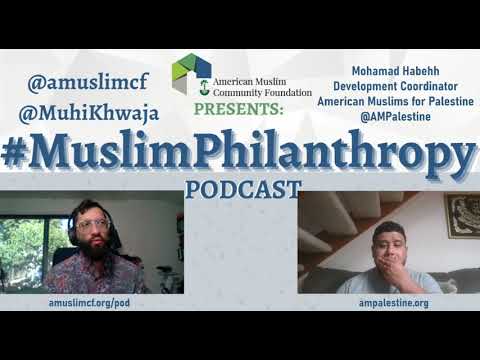 @amuslimcf
@MuhiKhwaja
American Muslim
Community Foundation
PRESENTS:
Mohamad Habehh
Development Coordinator
American Muslims for Palestine
@AMPalestine
#MuslimPhilanthropy
PODCAST
amuslimcf.org/pod
ampalestine.org